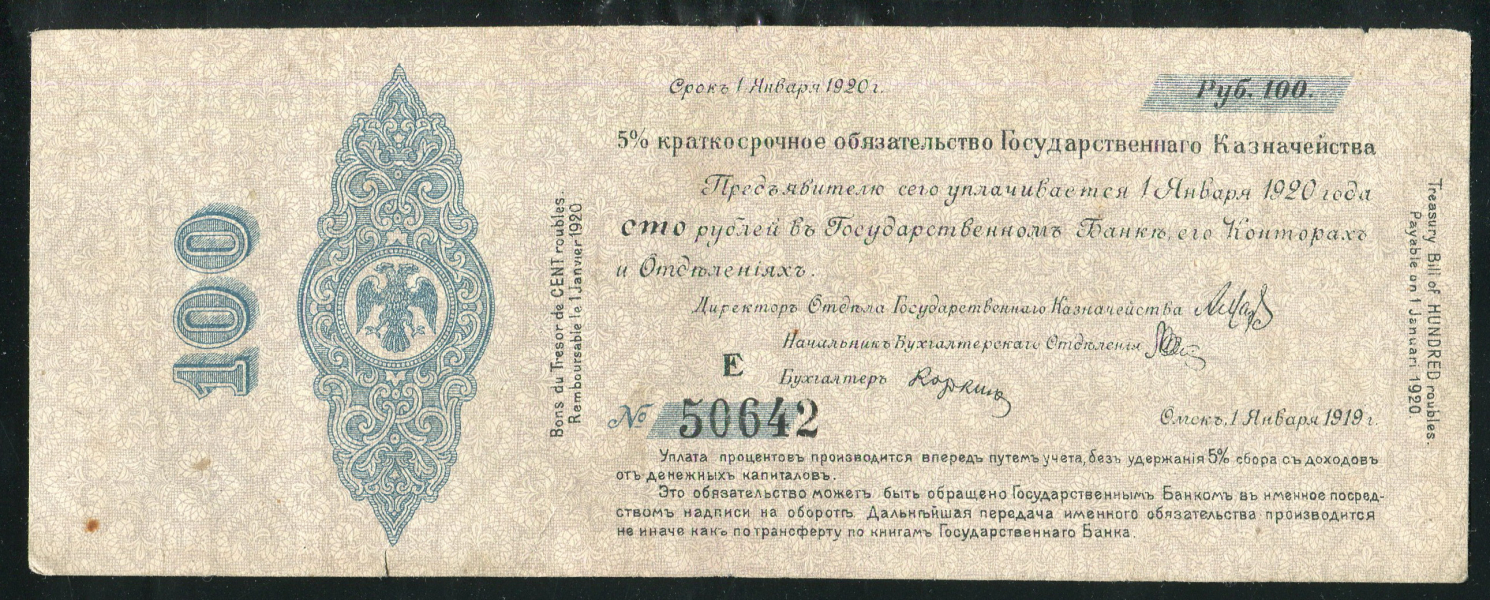 100
Bons du Tresor de CENT roubles.
Remboursable le 1 Janvier 1920
Срокъ 1 Января 1920 г.
Руб. 100.
5% краткосрочное обязательство Государственнаго Казначейства
Предъявителю сего уплачивается 1 Января 1920 года
сто рублей въ Государственномъ Банкѣ, его Конторахъ
и Отдѣленіяхъ.
Директоръ Отдѣла Государственнаго Казначейства
Начальникъ Бухгалтерскаго Отдѣленія
Е
Бухгалтеръ
№ 50642
Омскъ, 1 Января 1919 г.
Уплата процентовъ производится впередъ путемъ учета, безъ удержанія 5% сбора съ доходовъ
отъ денежныхъ капиталовъ.
Это обязательство можетъ быть обращено Государственнымъ Банкомъ въ именное посред-
ствомъ надписи на оборотѣ. Дальнѣйшая передача именного обязательства производится
не иначе какъ по трансферту по книгамъ Государственнаго Банка.
Treasury Bill of HUNDRED roubles.
Payable on 1 Januari 1920